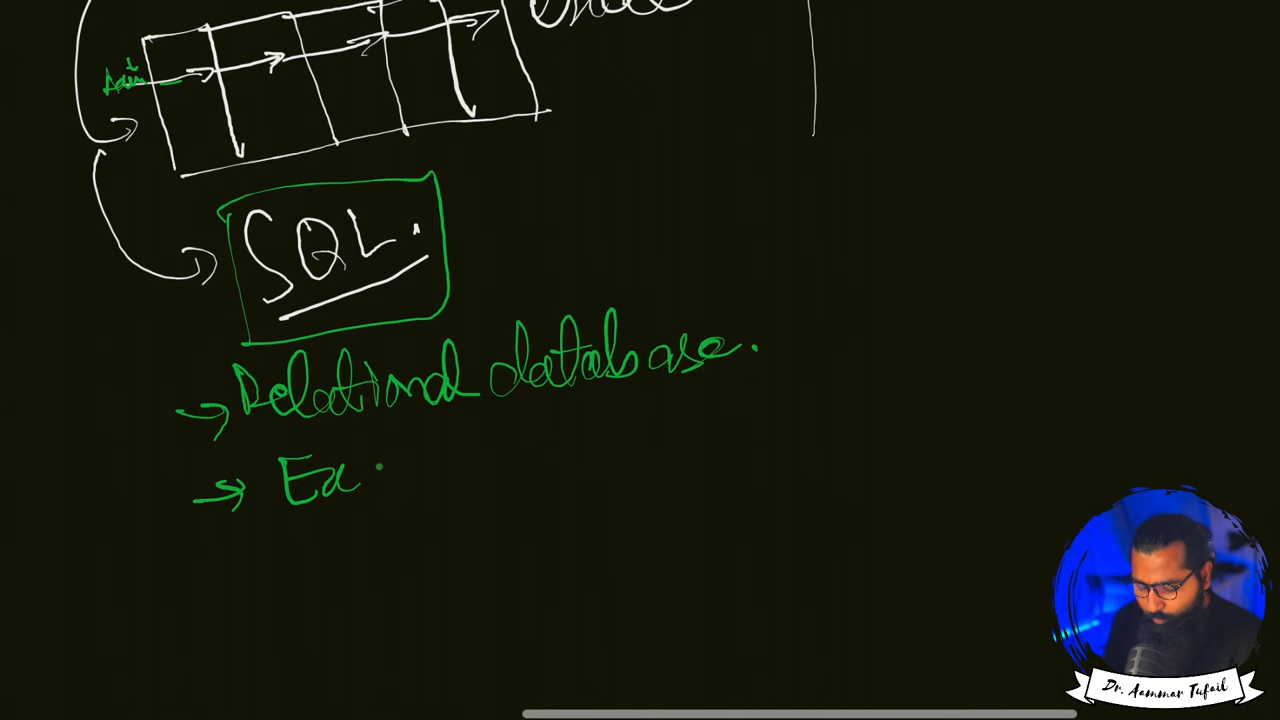 SQL.
→ Relational database.
→ Ex
Dr. Aammar Tufail